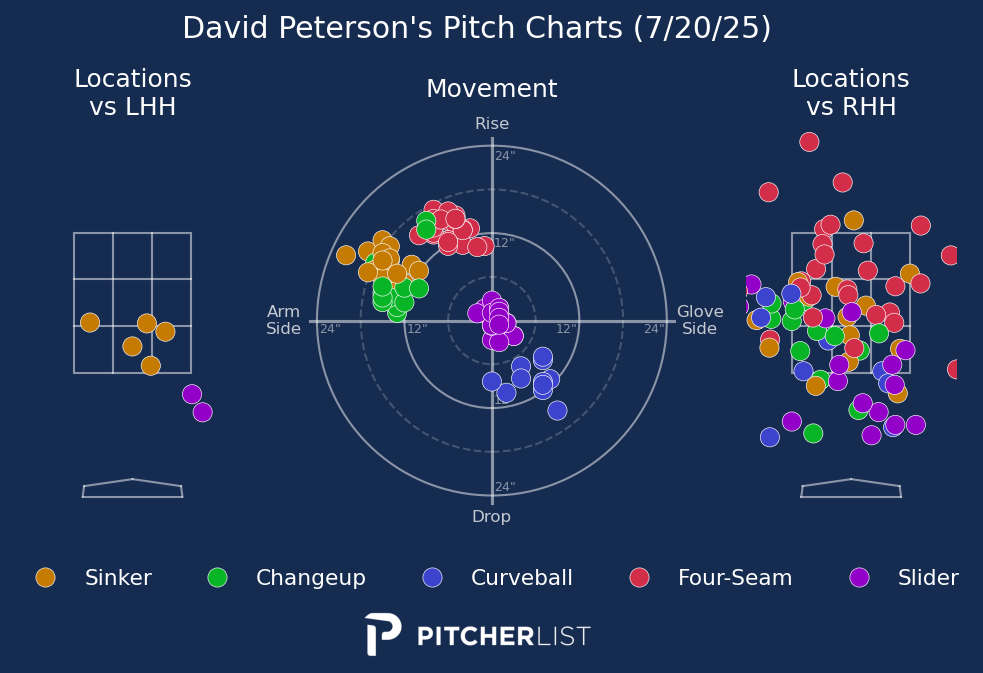 David Peterson's Pitch Charts (7/20/25)
Locations
vs LHH
Movement
Locations
vs RHH
Rise
24"
12"
Arm
Side
24"
12"
12"
24"
Glove
Side
24"
Drop
Sinker
Changeup
Curveball
Four-Seam
Slider
PITCHERLIST